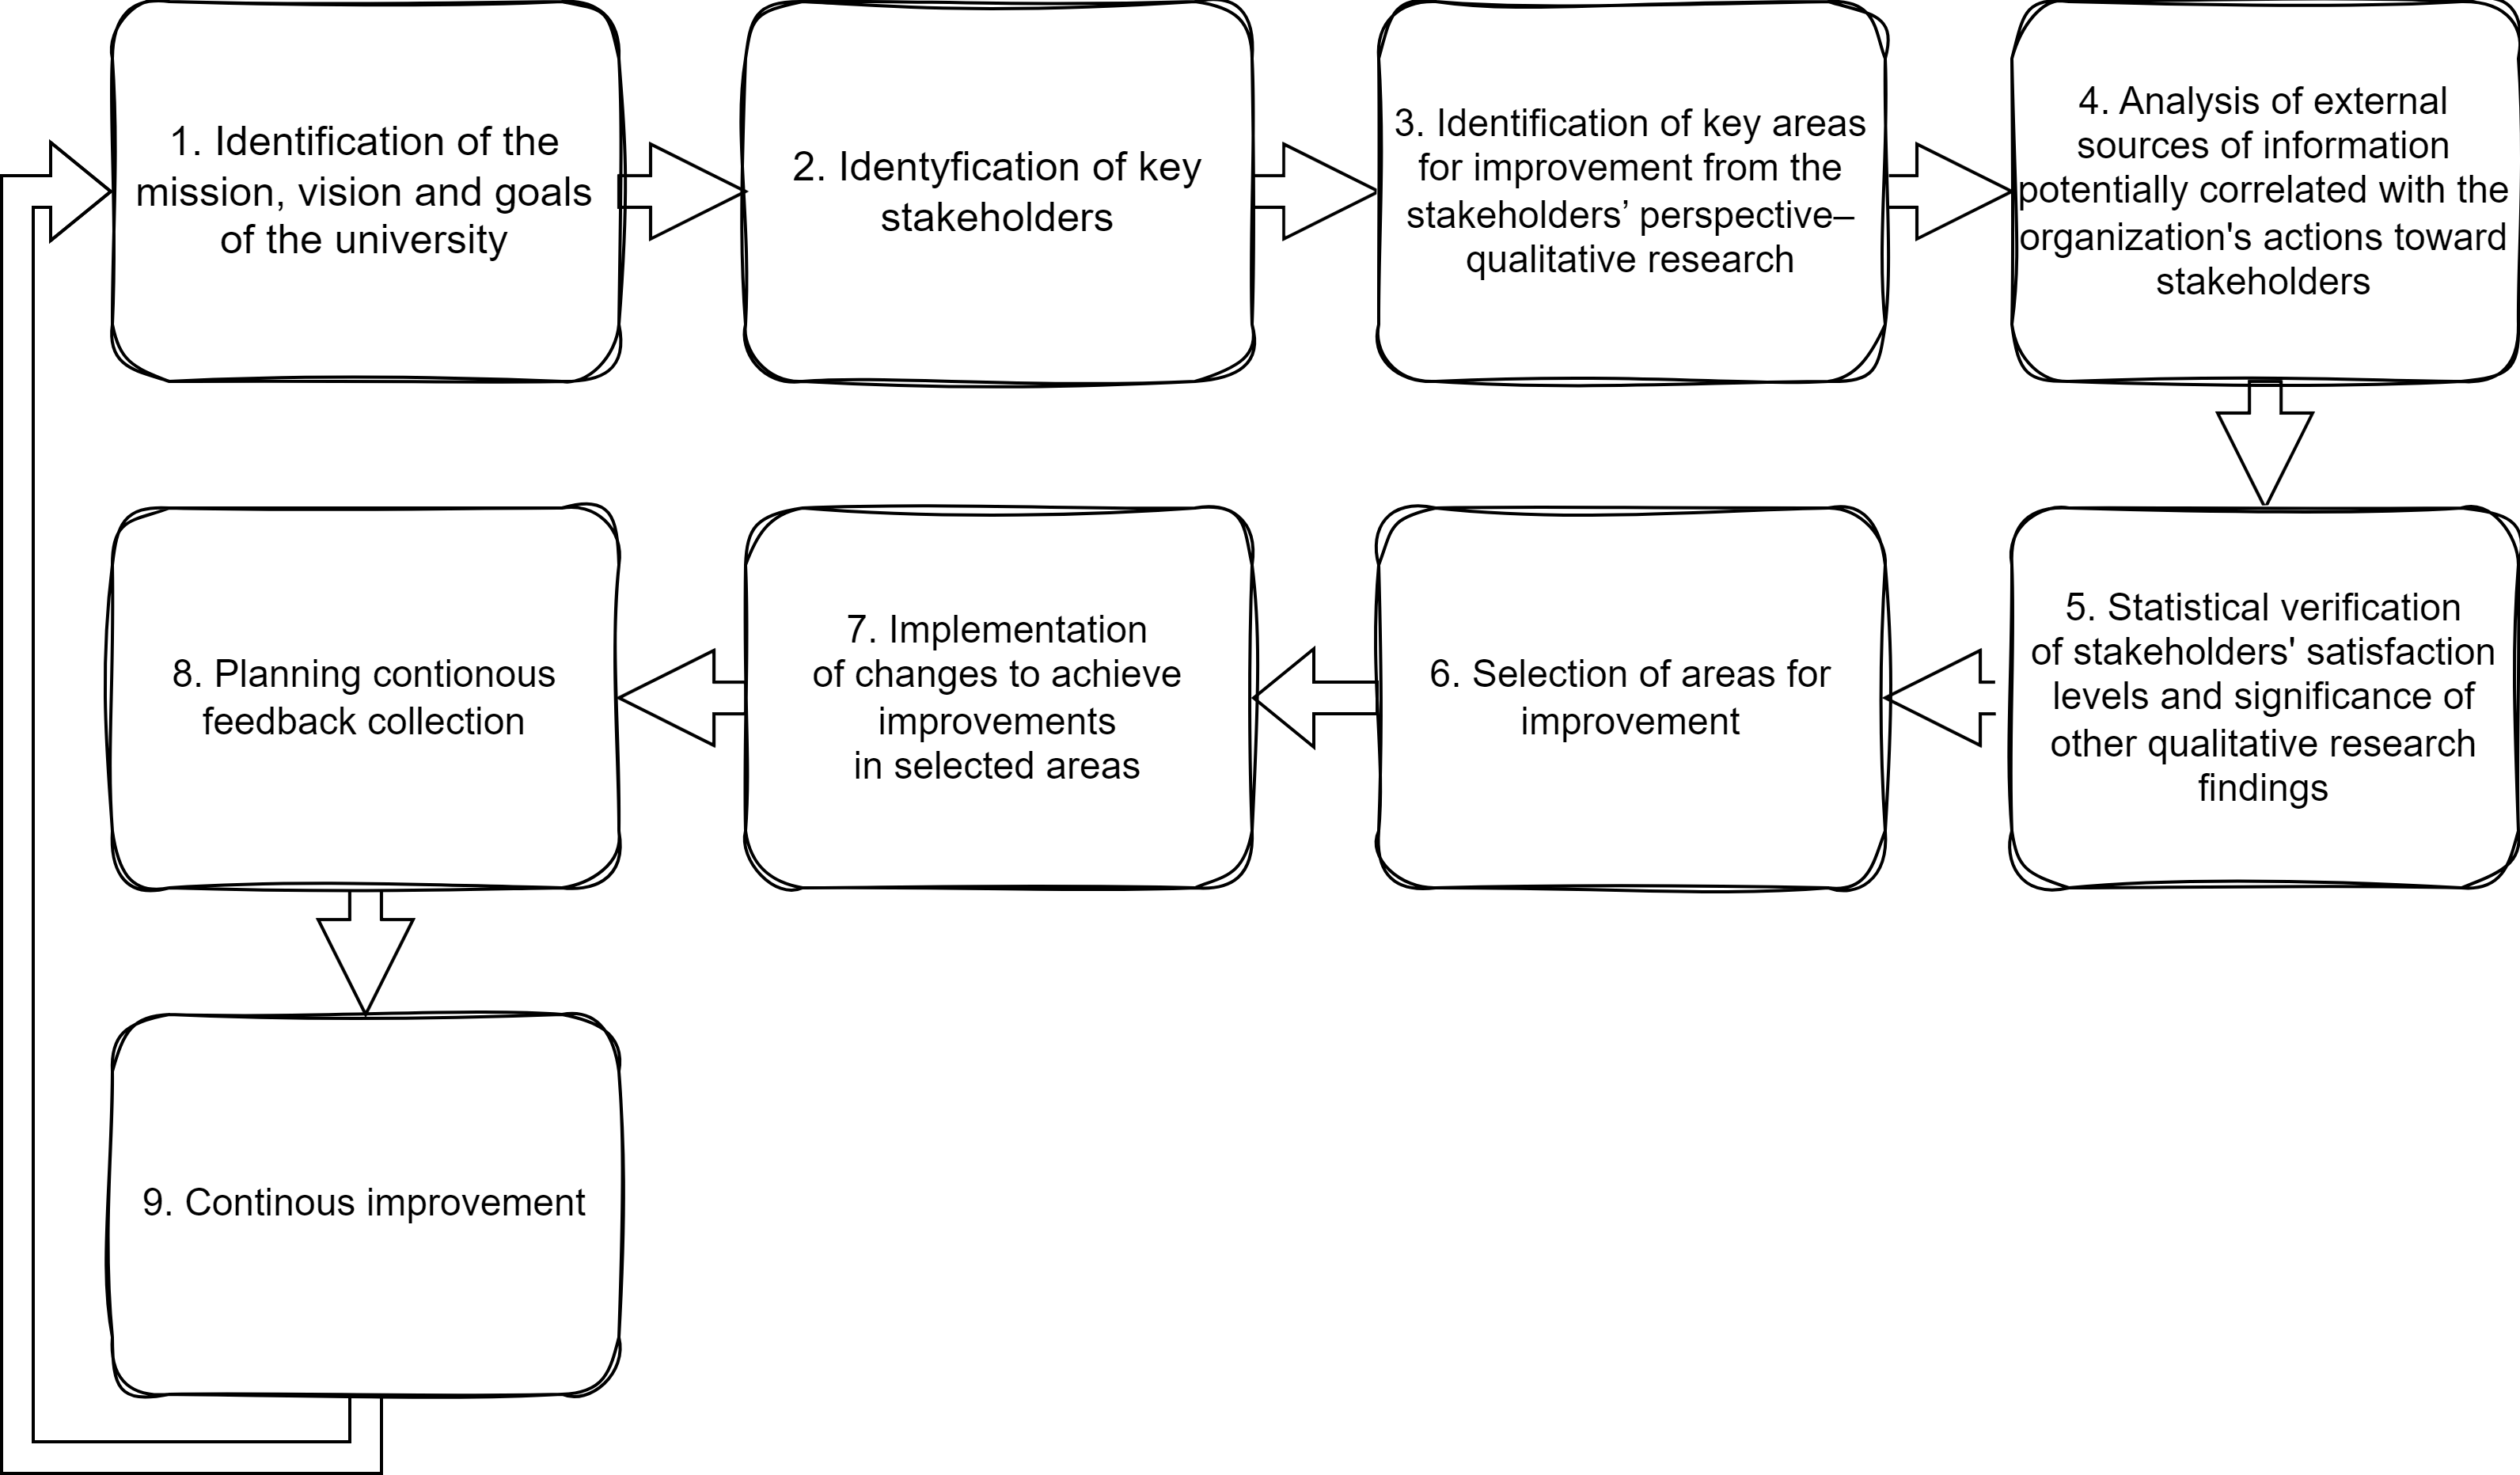 1. Identification of the
mission, vision and goals
of the university
2. Identyfication of key
stakeholders
3. Identification of key areas
for improvement from the
stakeholders’ perspective–
qualitative research
4. Analysis of external
sources of information
potentially correlated with the
organization's actions toward
stakeholders
5. Statistical verification
of stakeholders' satisfaction
levels and significance of
other qualitative research
findings
6. Selection of areas for
improvement
7. Implementation
of changes to achieve
improvements
in selected areas
8. Planning contionous
feedback collection
9. Continous improvement